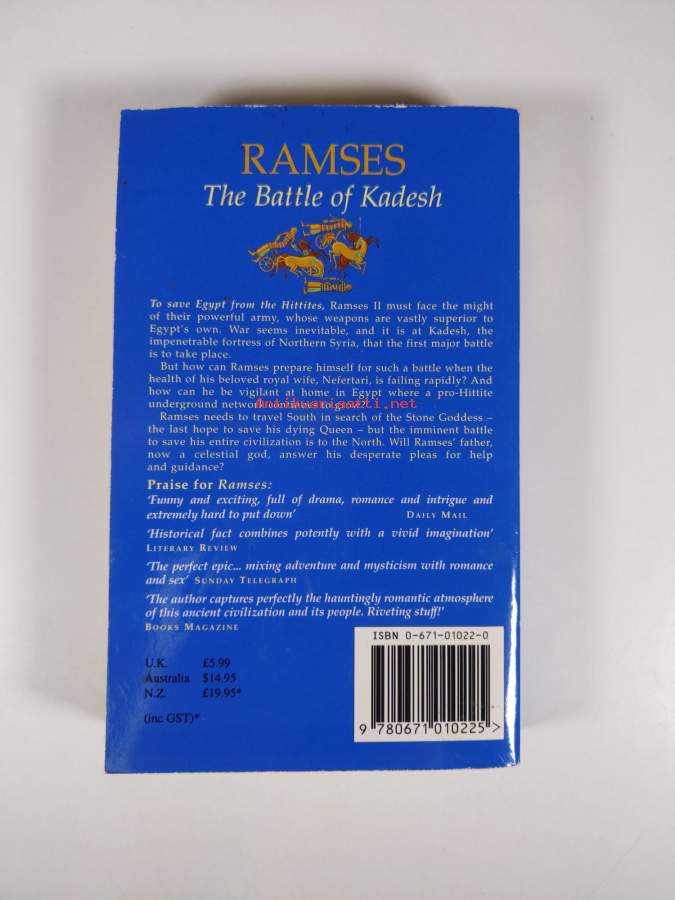 RAMSES
The Battle of Kadesh
To save Egypt from the Hittites, Ramses II must face the might
of their powerful army, whose weapons are vastly superior to
Egypt's own. War seems inevitable, and it is at Kadesh, the
impenetrable fortress of Northern Syria, that the first major battle
is to take place.
But how can Ramses prepare himself for such a battle when the
health of his beloved royal wife, Nefertari, is failing rapidly? And
how can he be vigilant at home in Egypt where a pro-Hittite
underground network
Antikvariaatti.net
Ramses needs to travel South in search of the Stone Goddess –
the last hope to save his dying Queen – but the imminent battle
to save his entire civilization is to the North. Will Ramses' father,
now a celestial god, answer his desperate pleas for help
and guidance?
Praise for Ramses:
'Funny and exciting, full of drama, romance and intrigue and
extremely hard to put down' DAILY MAIL
'Historical fact combines potently with a vivid imagination'
LITERARY REVIEW
'The perfect epic... mixing adventure and mysticism with romance
and sex' SUNDAY TELEGRAPH
'The author captures perfectly the hauntingly romantic atmosphere
of this ancient civilization and its people. Riveting stuff!'
BOOKS MAGAZINE
U.K. £5.99
Australia $14.95
N.Z. £19.95*
(inc GST)*
ISBN 0-671-01022-0
9 780671 010225 >